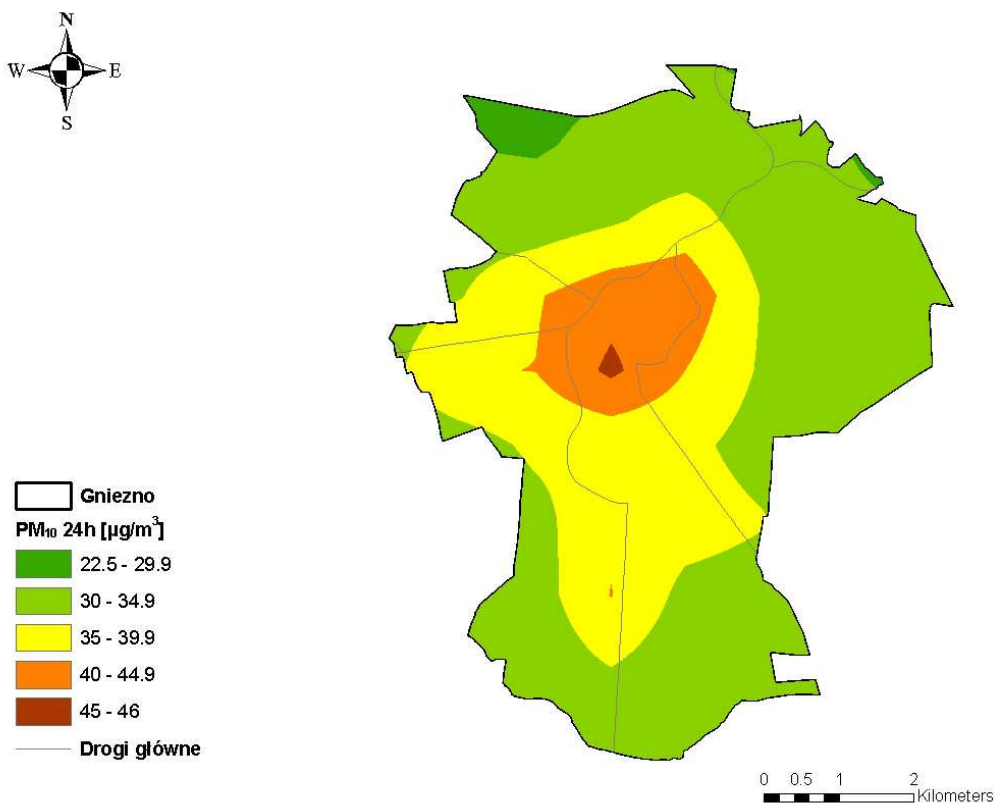 N
W E
S
Gniezno
PM₁₀ 24h [µg/m³]
22.5 - 29.9
30 - 34.9
35 - 39.9
40 - 44.9
45 - 46
Drogi główne
0 0.5 1 2
Kilometers